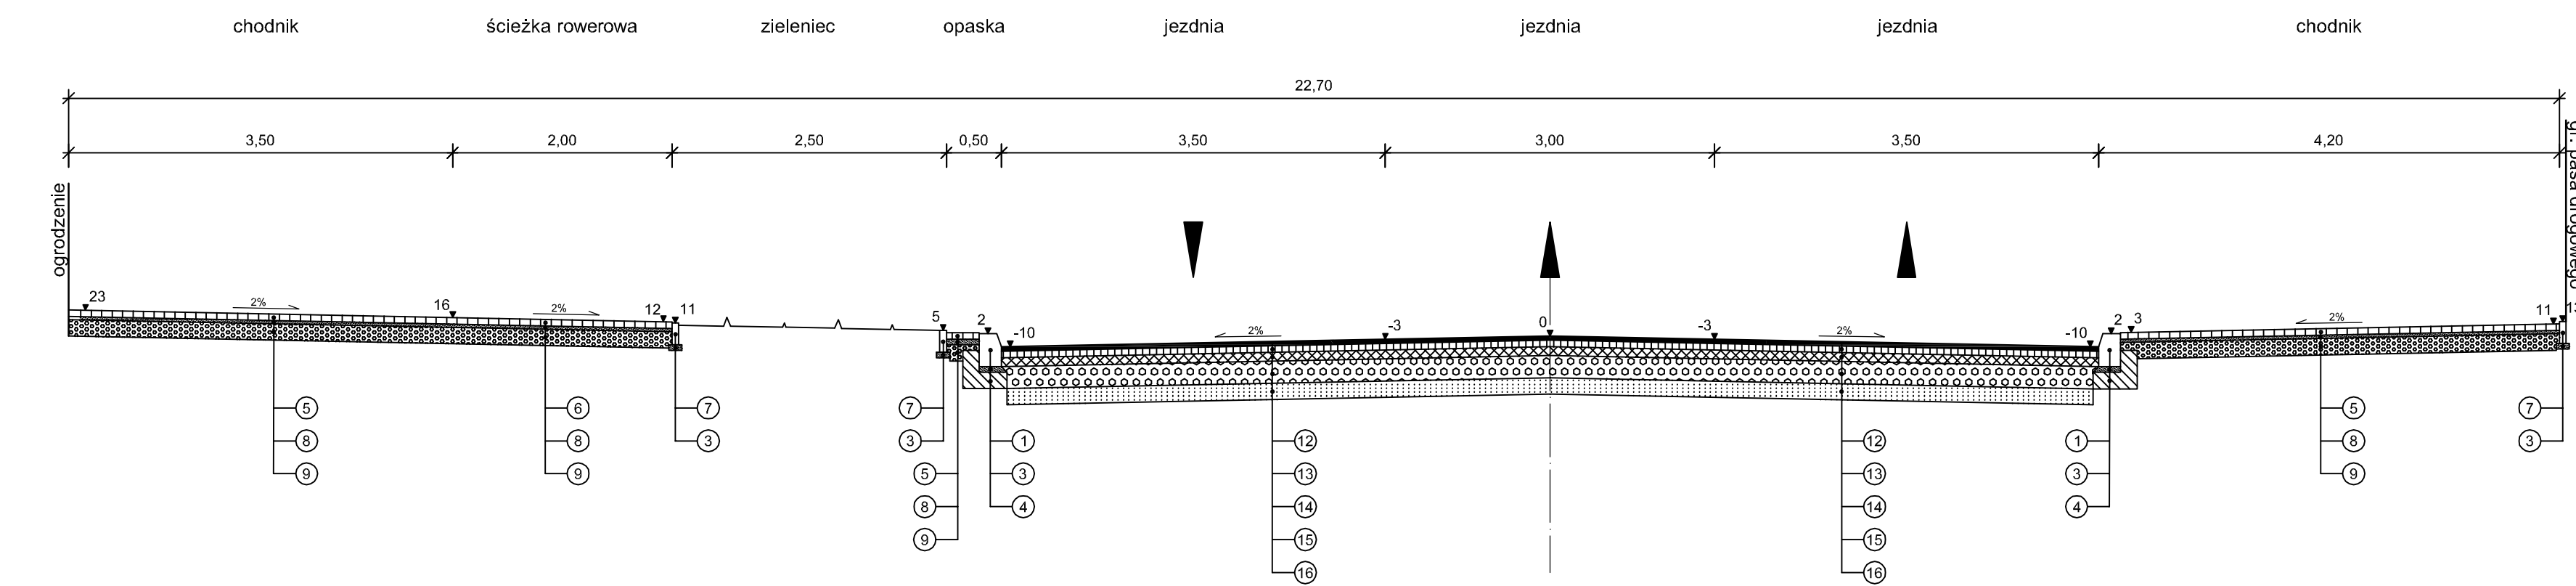 chodnik ścieżka rowerowa zieleniec opaska jezdnia jezdnia jezdnia chodnik
22,70
3,50 2,00 2,50 0,50 3,50 3,00 3,50 4,20
ogrodzenie
gr. pasa drogowego
23 2% 16 2% 12 11 5 2 -10 2% -3 0 -3 2% -10 2 3 2% 11
5 6 7 7 12 12 5 7
8 8 3 3 1 13 13 1 8 3
9 9 5 3 14 14 3 9
8 4 15 15 4
9 16 16